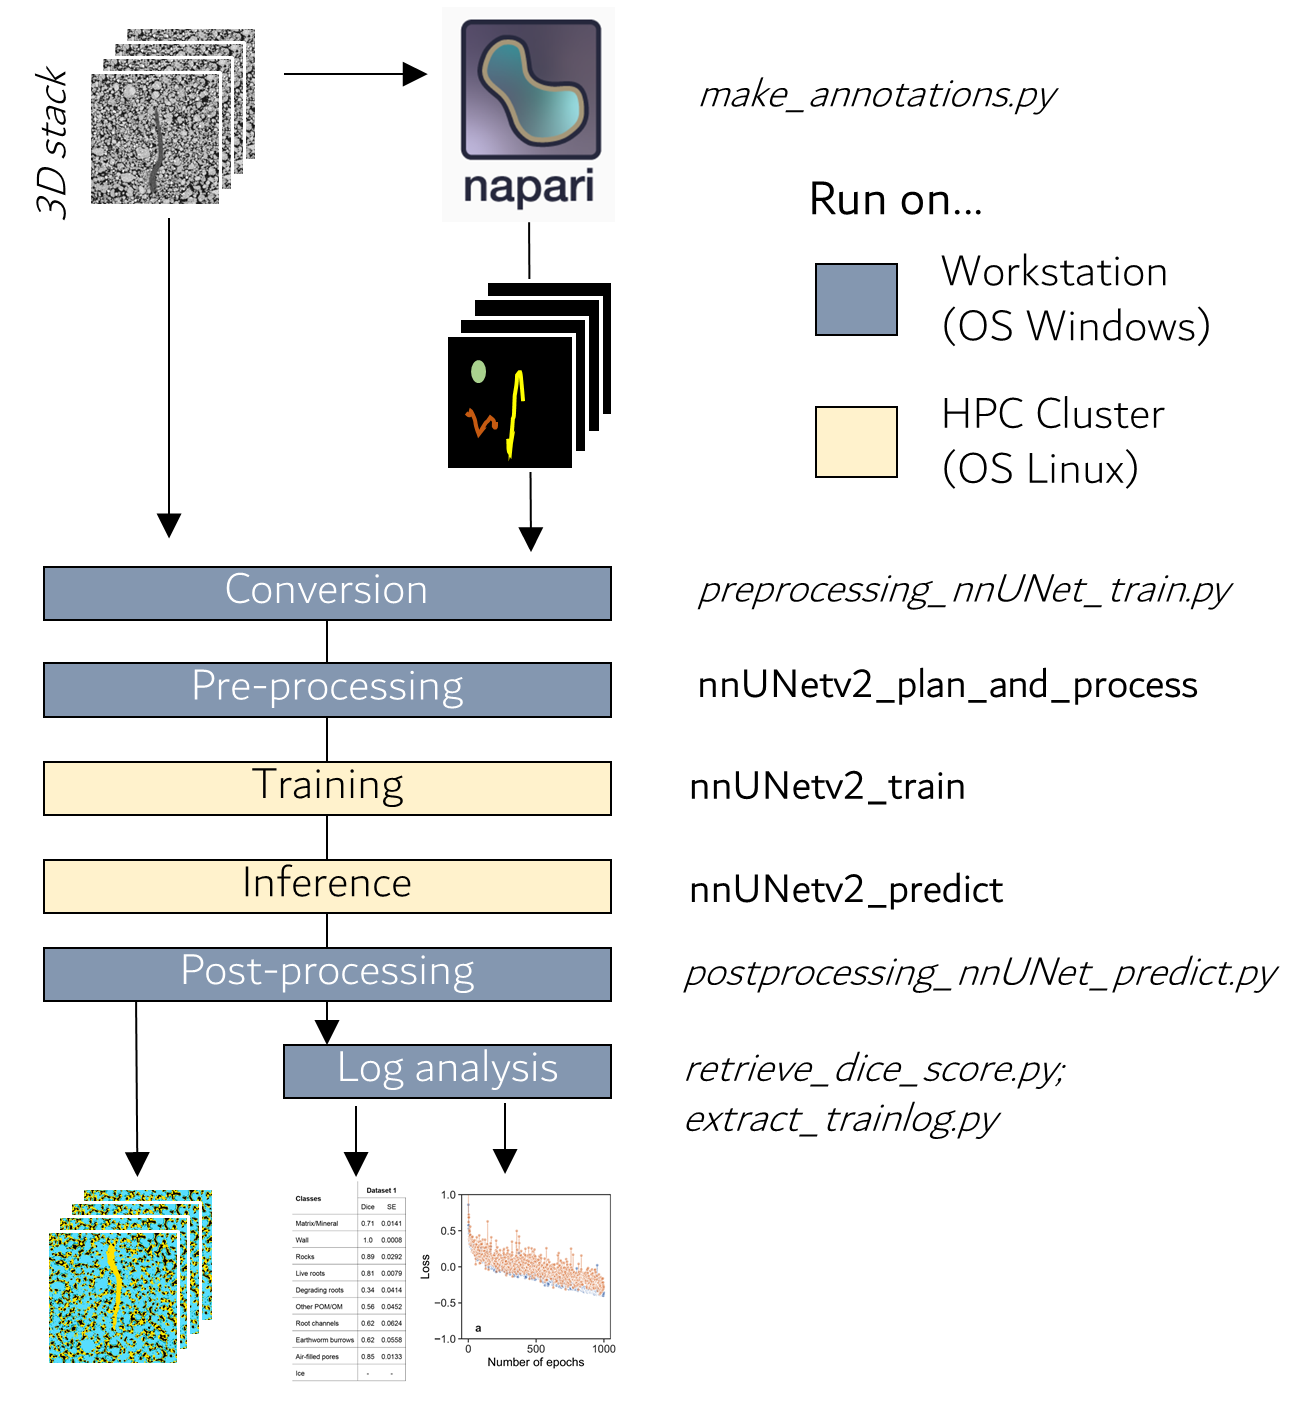 3D stack
napari
make_annotations.py
Run on...
Workstation
(OS Windows)
HPC Cluster
(OS Linux)
Conversion
preprocessing_nnUNet_train.py
Pre-processing
nnUNetv2_plan_and_process
Training
nnUNetv2_train
Inference
nnUNetv2_predict
Post-processing
postprocessing_nnUNet_predict.py
Log analysis
retrieve_dice_score.py;
extract_trainlog.py
Classes Dataset 1
Dice SE
Matrix/Mineral 0.71 0.0141
Wall 1.0 0.0008
Rocks 0.89 0.0292
Live roots 0.81 0.0079
Degrading roots 0.34 0.0414
Other POM/OM 0.56 0.0452
Root channels 0.62 0.0624
Earthworm burrows 0.62 0.0558
Air-filled pores 0.85 0.0133
Ice - -
1.0
0.5
0.0
−0.5
−1.0
Loss
a
0 500 1000
Number of epochs